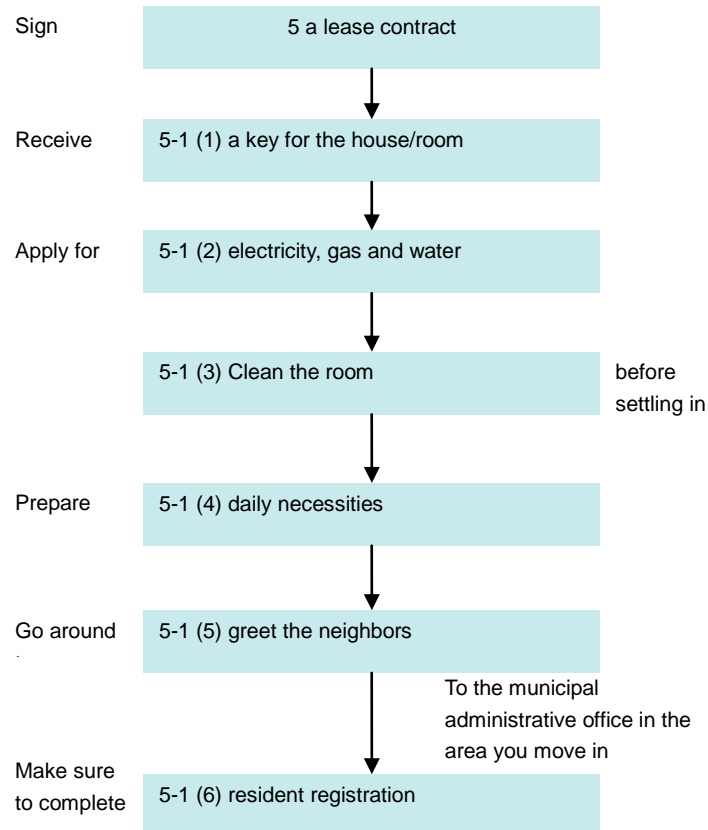 Sign
5 a lease contract
Receive
5-1 (1) a key for the house/room
Apply for
5-1 (2) electricity, gas and water
5-1 (3) Clean the room
before
settling in
Prepare
5-1 (4) daily necessities
Go around
5-1 (5) greet the neighbors
To the municipal
administrative office in the
area you move in
Make sure
to complete
5-1 (6) resident registration